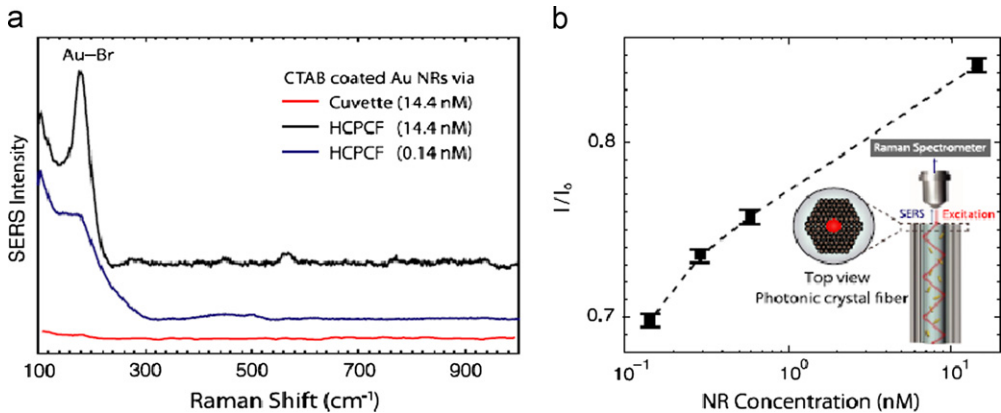 a
Au–Br
CTAB coated Au NRs via
Cuvette (14.4 nM)
HCPCF (14.4 nM)
HCPCF (0.14 nM)
SERS Intensity
100 300 500 700 900
Raman Shift (cm⁻¹)
b
0.8
0.7
I/I₀
Raman Spectrometer
SERS Excitation
Top view
Photonic crystal fiber
10⁻¹ 10⁰ 10¹
NR Concentration (nM)